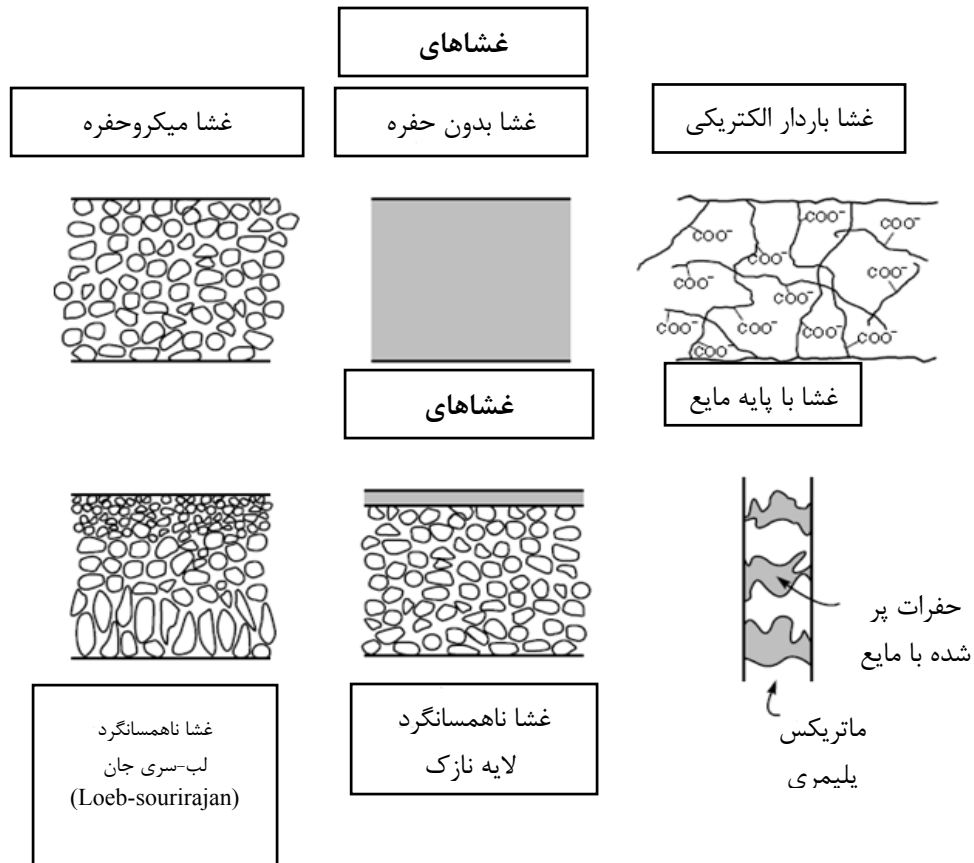 غشاهای
غشا باردار الکتریکی
غشا بدون حفره
غشا میکروحفره
COO⁻
COO⁻
COO⁻
COO⁻
COO⁻
COO⁻
COO⁻
COO⁻
COO⁻
COO⁻
COO⁻
غشا با پایه مایع
غشاهای
حفرات پر
شده با مایع
ماتریکس
پلیمری
غشا ناهمسانگرد
لایه نازک
غشا ناهمسانگرد
لب-سری جان
(Loeb-sourirajan)